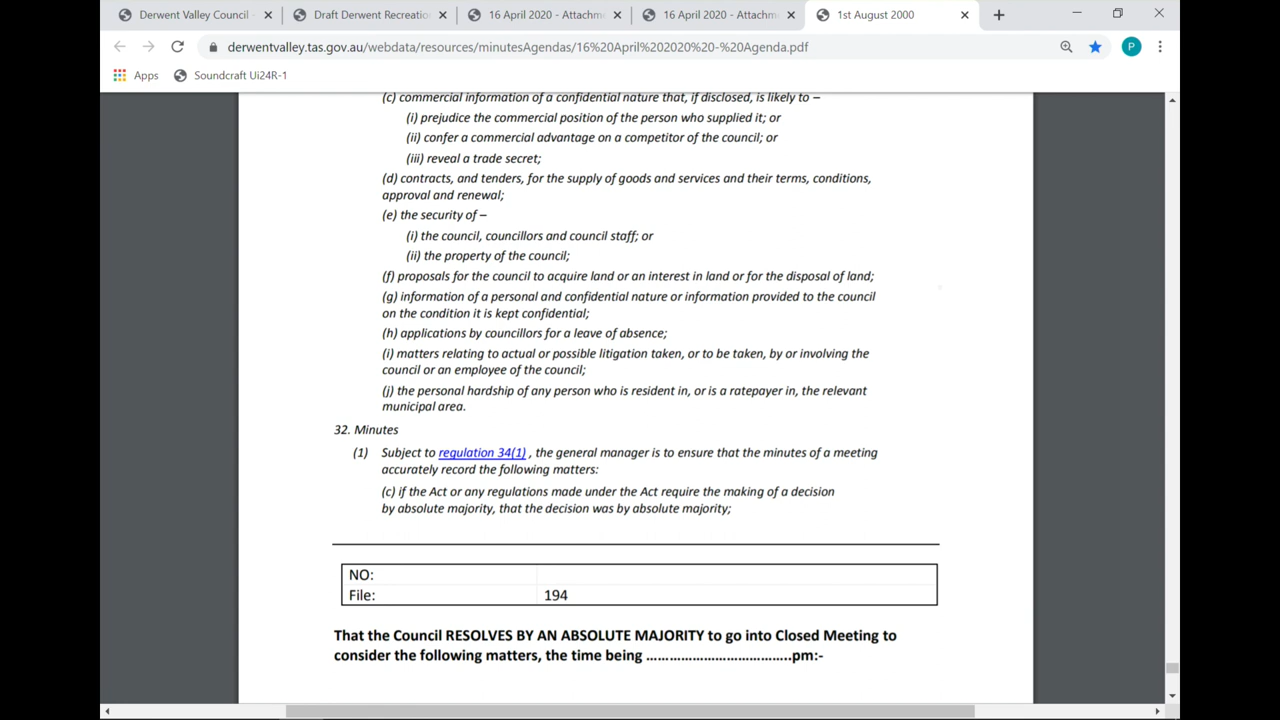 Derwent Valley Council -
Draft Derwent Recreatio
16 April 2020 - Attachm
16 April 2020 - Attachm
1st August 2000
derwentvalley.tas.gov.au/webdata/resources/minutesAgendas/16%20April%202020%20-%20Agenda.pdf
P
Apps
Soundcraft Ui24R-1
(c) commercial information of a confidential nature that, if disclosed, is likely to –
(i) prejudice the commercial position of the person who supplied it; or
(ii) confer a commercial advantage on a competitor of the council; or
(iii) reveal a trade secret;
(d) contracts, and tenders, for the supply of goods and services and their terms, conditions,
approval and renewal;
(e) the security of –
(i) the council, councillors and council staff; or
(ii) the property of the council;
(f) proposals for the council to acquire land or an interest in land or for the disposal of land;
(g) information of a personal and confidential nature or information provided to the council
on the condition it is kept confidential;
(h) applications by councillors for a leave of absence;
(i) matters relating to actual or possible litigation taken, or to be taken, by or involving the
council or an employee of the council;
(j) the personal hardship of any person who is resident in, or is a ratepayer in, the relevant
municipal area.
32. Minutes
(1) Subject to regulation 34(1) , the general manager is to ensure that the minutes of a meeting
accurately record the following matters:
(c) if the Act or any regulations made under the Act require the making of a decision
by absolute majority, that the decision was by absolute majority;
NO:
File: 194
That the Council RESOLVES BY AN ABSOLUTE MAJORITY to go into Closed Meeting to
consider the following matters, the time being ………………………………..pm:-